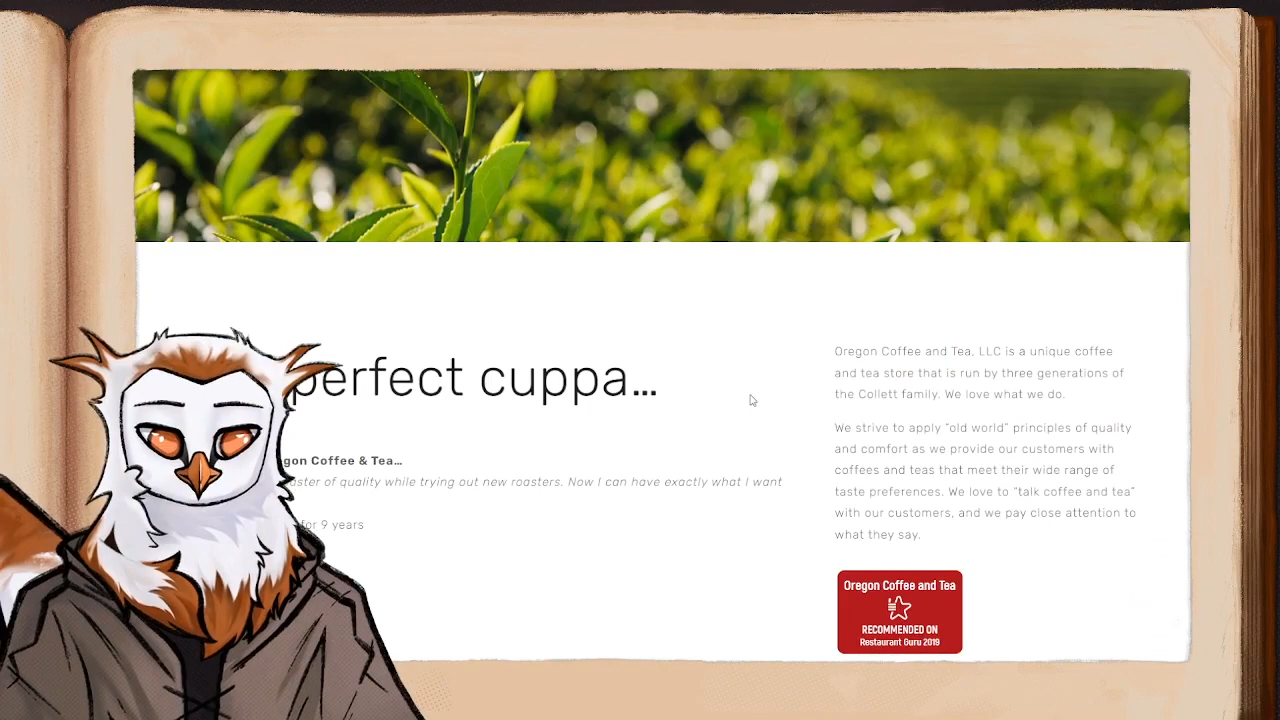 perfect cuppa…
gon Coffee & Tea…
aster of quality while trying out new roasters. Now I can have exactly what I want
for 9 years
Oregon Coffee and Tea, LLC is a unique coffee
and tea store that is run by three generations of
the Collett family. We love what we do.
We strive to apply “old world” principles of quality
and comfort as we provide our customers with
coffees and teas that meet their wide range of
taste preferences. We love to “talk coffee and tea”
with our customers, and we pay close attention to
what they say.
Oregon Coffee and Tea
RECOMMENDED ON
Restaurant Guru 2019